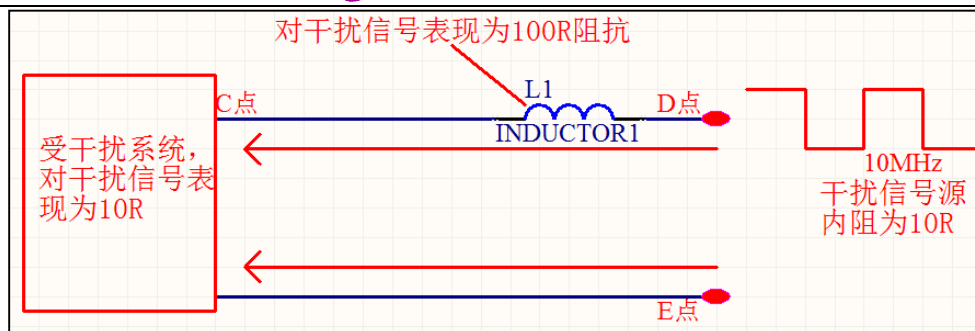 对干扰信号表现为100R阻抗
C点
L1
D点
INDUCTOR1
受干扰系统，
对干扰信号表
现为10R
10MHz
干扰信号源
内阻为10R
E点